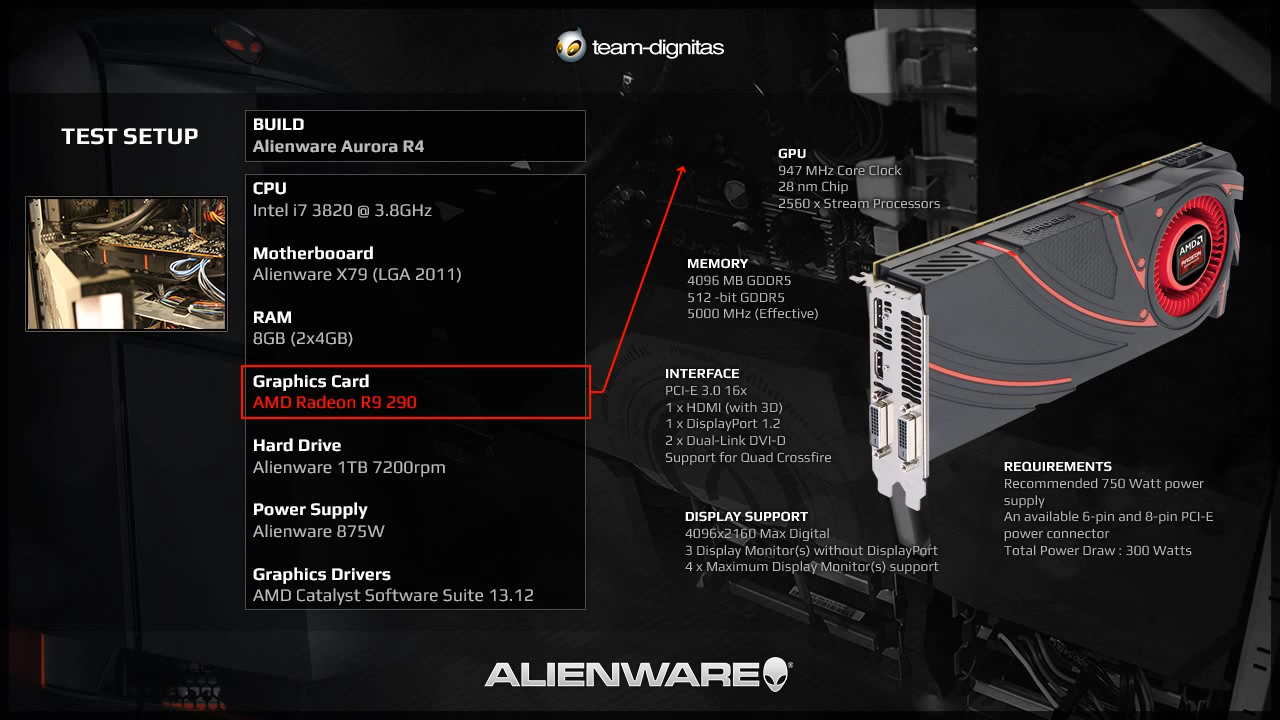 team-dignitas
TEST SETUP
BUILD
Alienware Aurora R4
CPU
Intel i7 3820 @ 3.8GHz
Motherbooard
Alienware X79 (LGA 2011)
RAM
8GB (2x4GB)
Graphics Card
AMD Radeon R9 290
Hard Drive
Alienware 1TB 7200rpm
Power Supply
Alienware 875W
Graphics Drivers
AMD Catalyst Software Suite 13.12
GPU
947 MHz Core Clock
28 nm Chip
2560 x Stream Processors
MEMORY
4096 MB GDDR5
512 -bit GDDR5
5000 MHz (Effective)
INTERFACE
PCI-E 3.0 16x
1 x HDMI (with 3D)
1 x DisplayPort 1.2
2 x Dual-Link DVI-D
Support for Quad Crossfire
DISPLAY SUPPORT
4096x2160 Max Digital
3 Display Monitor(s) without DisplayPort
4 x Maximum Display Monitor(s) support
RADEON
AMD
RADEON
REQUIREMENTS
Recommended 750 Watt power
supply
An available 6-pin and 8-pin PCI-E
power connector
Total Power Draw : 300 Watts
ALIENWARE